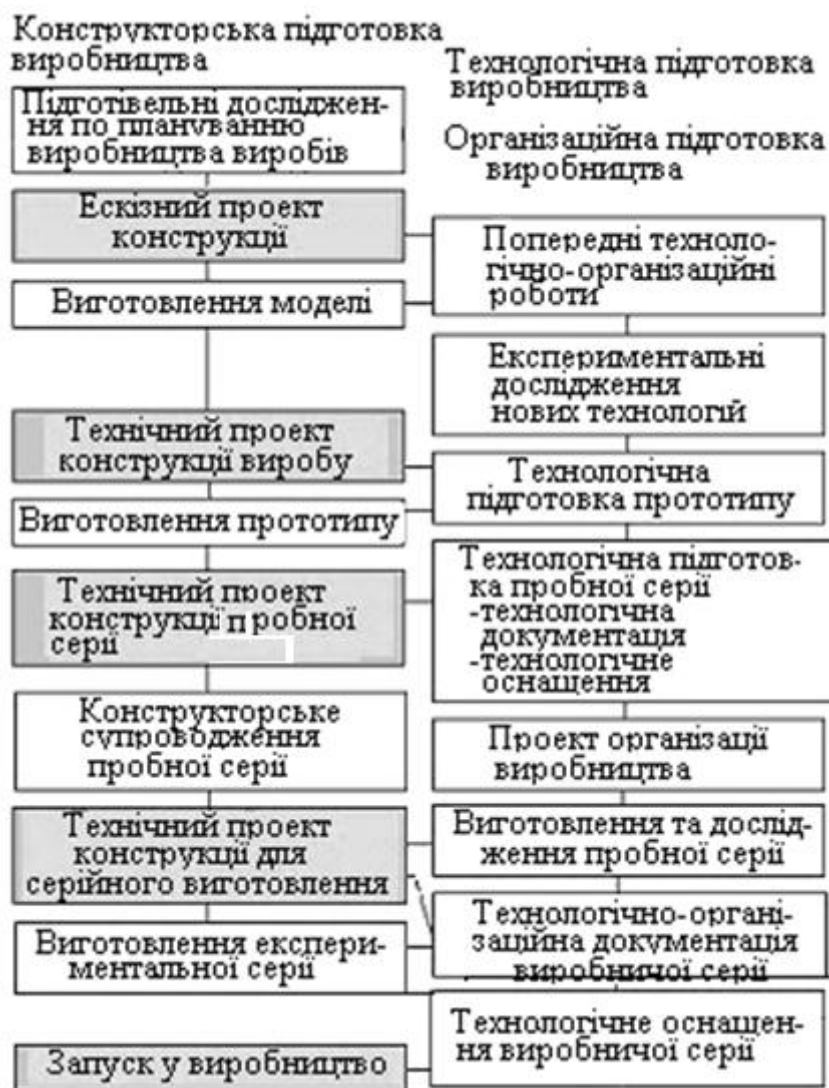 Конструкторська підготовка
виробництва
Підготівельні досліджен-
ня по плануванню
виробництва виробів
Ескізний проект
конструкції
Виготовлення моделі
Технічний проект
конструкції виробу
Виготовлення прототипу
Технічний проект
конструкції пробної
серії
Конструкторське
супроводження
пробної серії
Технічний проект
конструкції для
серійного виготовлення
Виготовлення експери-
ментальної серії
Запуск у виробництво
Технологічна підготовка
виробництва
Організаційна підготовка
виробництва
Попередні техноло-
гічно-організаційні
роботи
Експериментальні
дослідження
нових технологій
Технологічна
підготовка прототипу
Технологічна підготов-
ка пробної серії
-технологічна
документація
-технологічне
оснащення
Проект організації
виробництва
Виготовлення та дослід-
ження пробної серії
Технологічно-органі-
заційна документація
виробничої серії
Технологічне оснащен-
ня виробничої серії